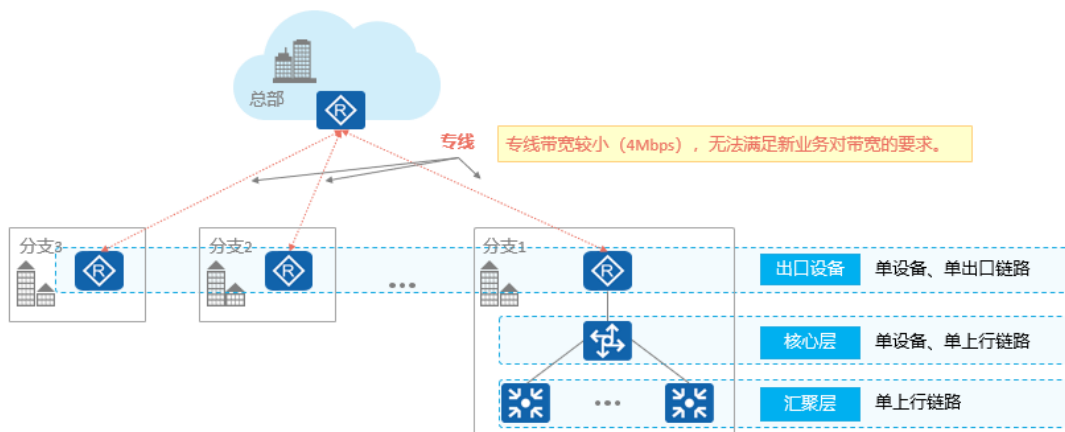 总部
R
专线
专线带宽较小（4Mbps），无法满足新业务对带宽的要求。
分支3
R
分支2
R
...
分支1
R
出口设备
单设备、单出口链路
核心层
单设备、单上行链路
...
汇聚层
单上行链路